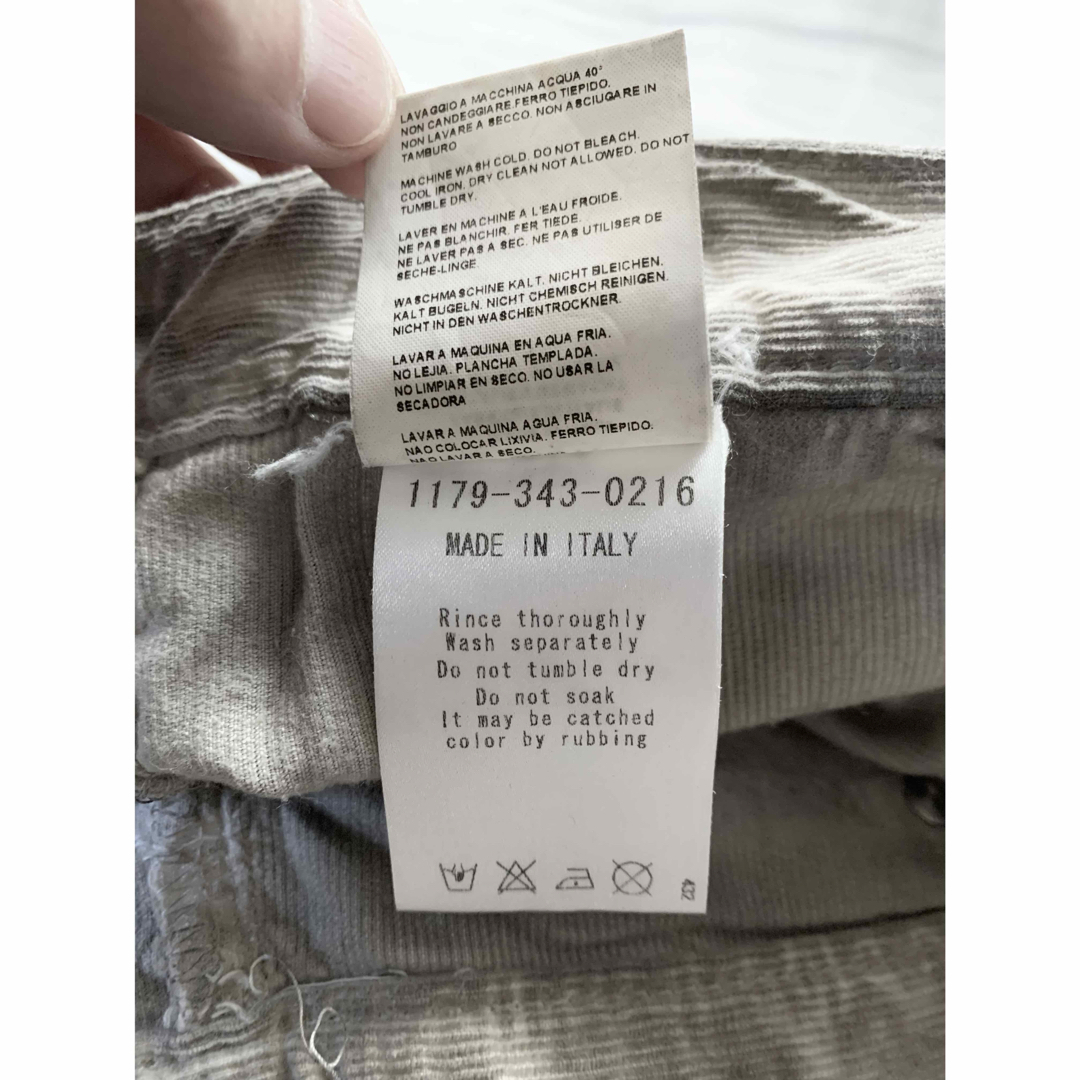 LAVAGGIO A MACCHINA ACQUA 40°
NON CANDEGGIARE. FERRO TIEPIDO.
NON LAVARE A SECCO. NON ASCIUGARE IN
TAMBURO
MACHINE WASH COLD. DO NOT BLEACH.
COOL IRON. DRY CLEAN NOT ALLOWED. DO NOT
TUMBLE DRY.
LAVER EN MACHINE A L'EAU FROIDE.
NE PAS BLANCHIR. FER TIEDE.
NE LAVER PAS A SEC. NE PAS UTILISER DE
SECHE-LINGE
WASCHMASCHINE KALT. NICHT BLEICHEN.
KALT BUGELN. NICHT CHEMISCH REINIGEN.
NICHT IN DEN WASCHENTROCKNER.
LAVAR A MAQUINA EN AQUA FRIA.
NO LEJIA. PLANCHA TEMPLADA.
NO LIMPIAR EN SECO. NO USAR LA
SECADORA
LAVAR A MAQUINA AGUA FRIA.
NAO COLOCAR LIXIVIA. FERRO TIEPIDO.
NAO LAVAR A SECO.
1179-343-0216
MADE IN ITALY
Rince thoroughly
Wash separately
Do not tumble dry
Do not soak
It may be catched
color by rubbing
432